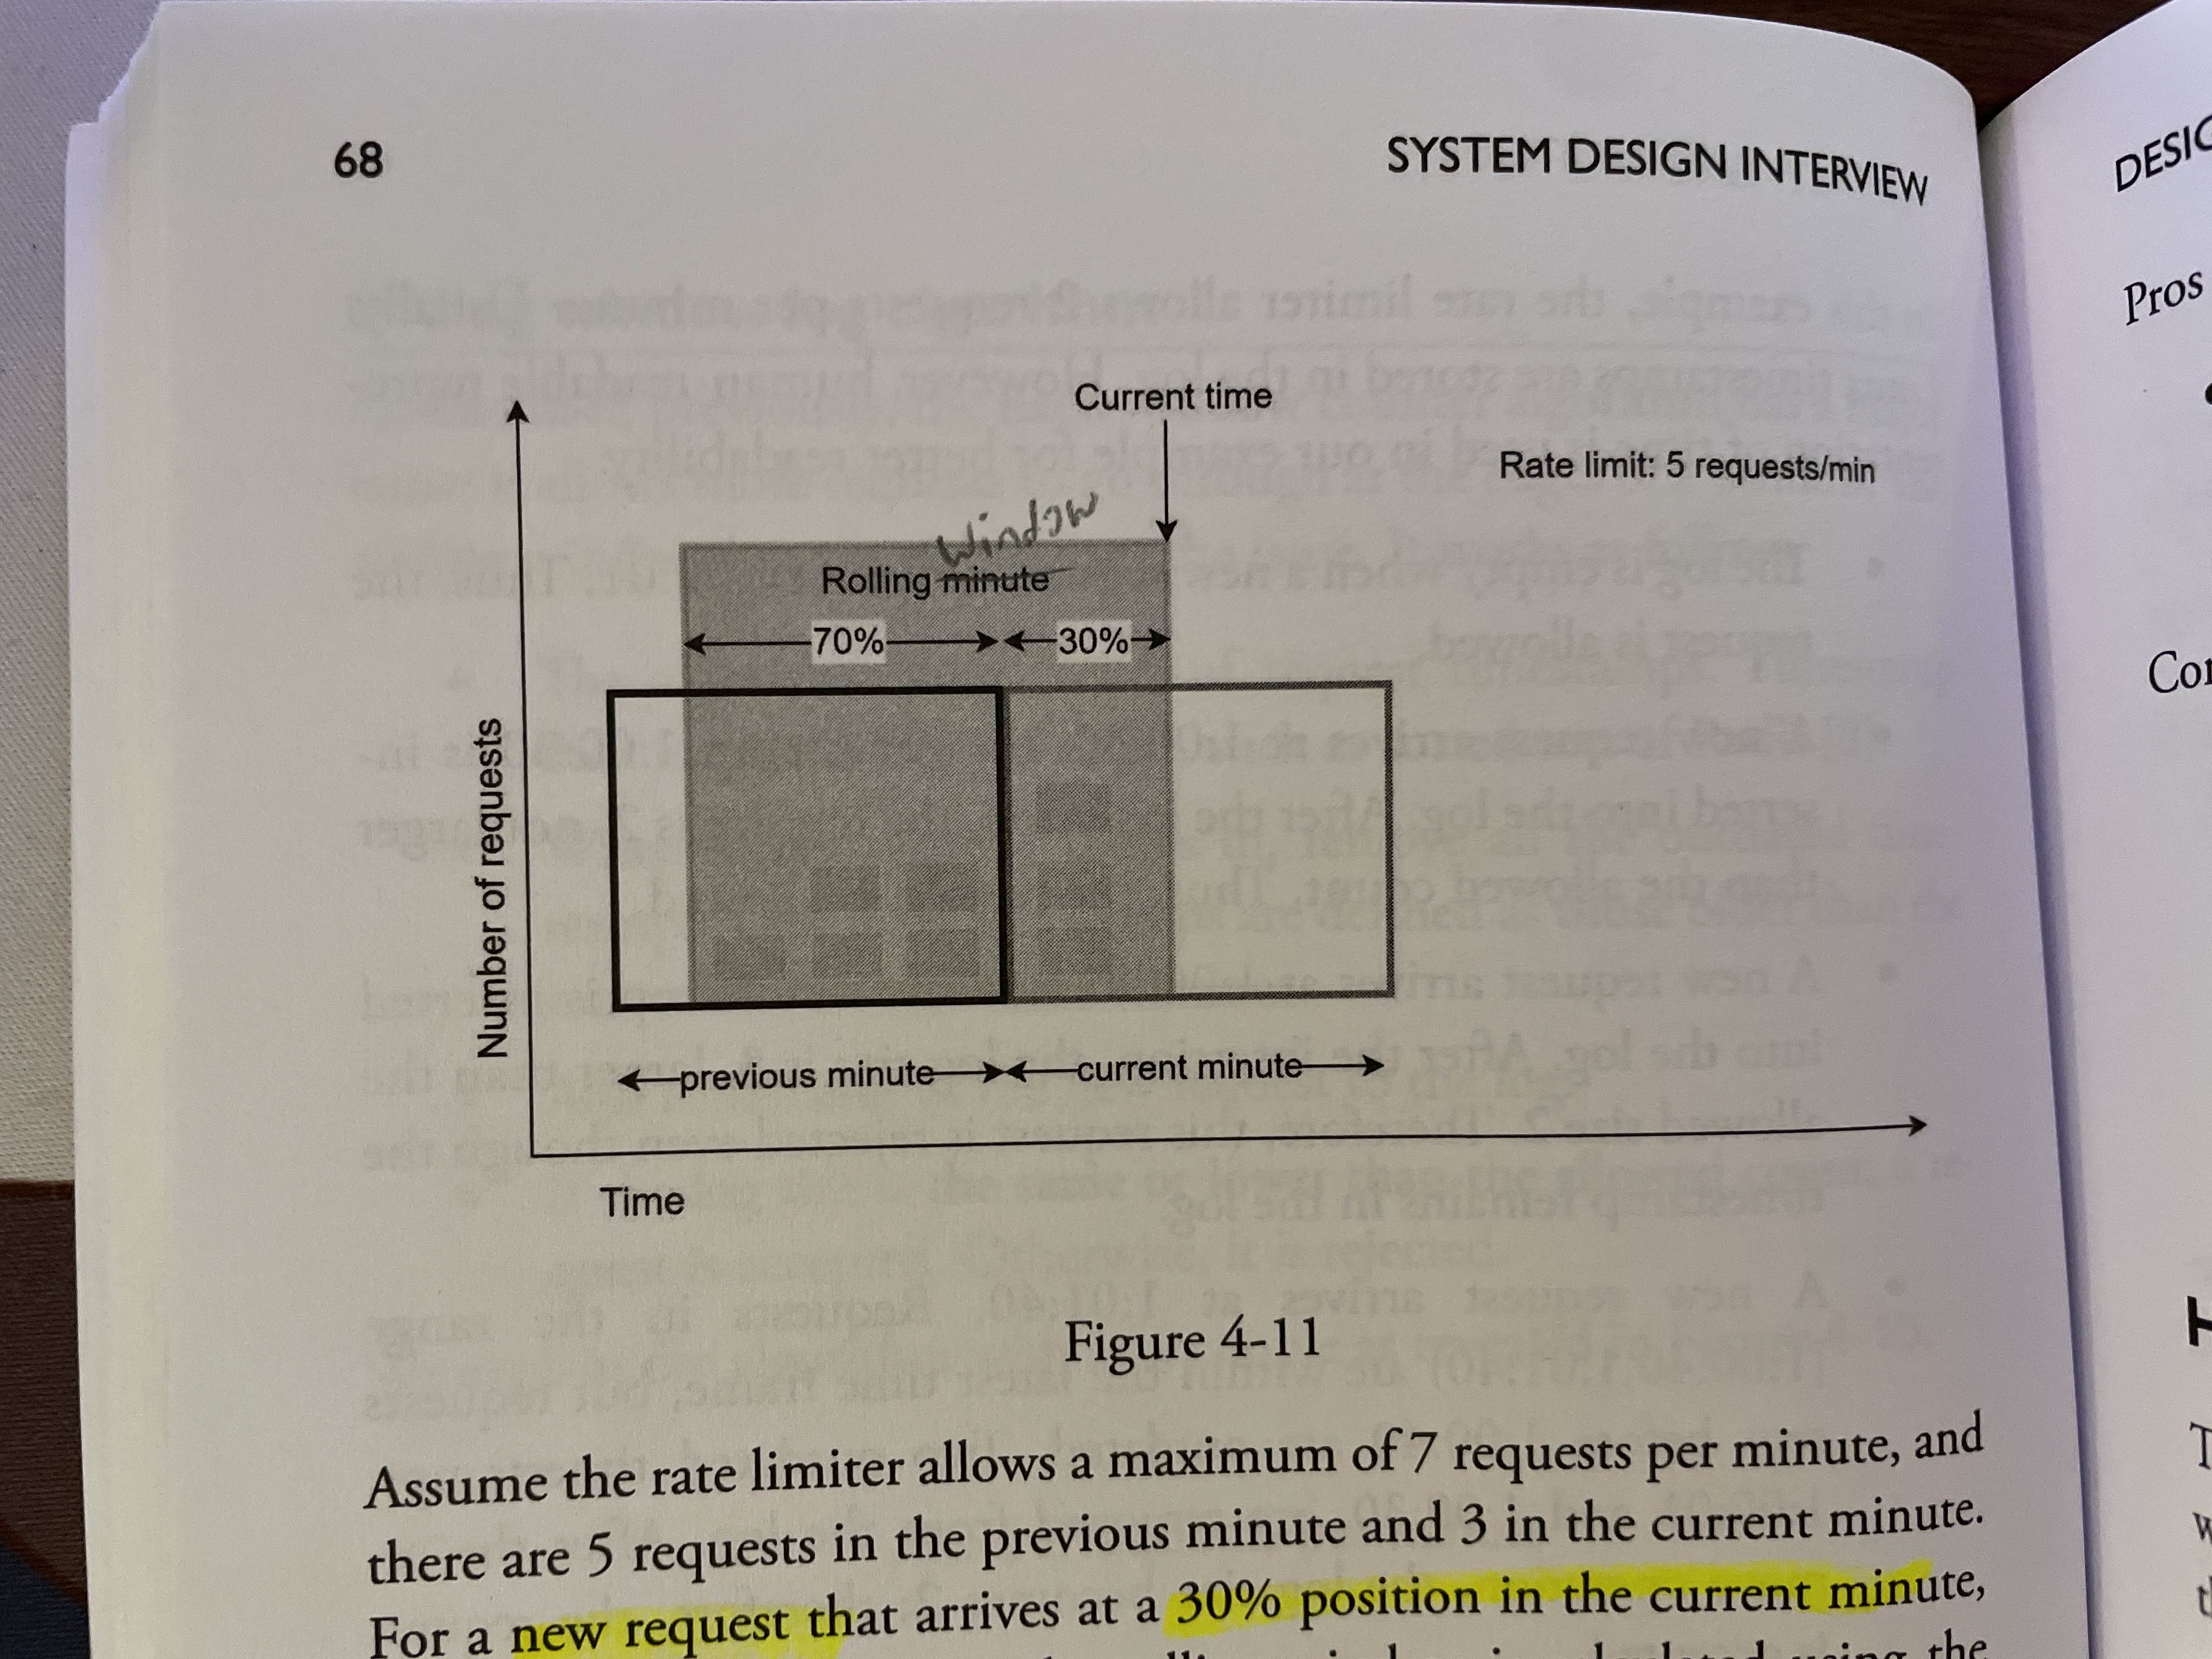 68
SYSTEM DESIGN INTERVIEW
Current time
Rate limit: 5 requests/min
Window
Rolling minute
70% 30%
Number of requests
previous minute current minute
Time
Figure 4-11
Assume the rate limiter allows a maximum of 7 requests per minute, and
there are 5 requests in the previous minute and 3 in the current minute.
For a new request that arrives at a 30% position in the current minute,
the
Pros